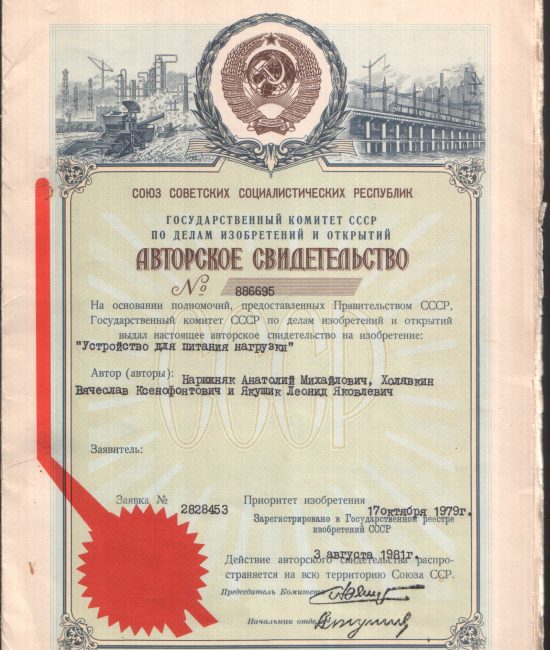 СОЮЗ СОВЕТСКИХ СОЦИАЛИСТИЧЕСКИХ РЕСПУБЛИК
ГОСУДАРСТВЕННЫЙ КОМИТЕТ СССР
ПО ДЕЛАМ ИЗОБРЕТЕНИЙ И ОТКРЫТИЙ
АВТОРСКОЕ СВИДЕТЕЛЬСТВО
№ 886695
На основании полномочий, предоставленных Правительством СССР,
Государственный комитет СССР по делам изобретений и открытий
выдал настоящее авторское свидетельство на изобретение:
"Устройство для питания нагрузки"
Автор (авторы): Нарижняк Анатолий Михайлович, Холявкин
Вячеслав Ксенофонтович и Якушик Леонид Яковлевич
СССР
Заявитель:
Заявка № 2828453 Приоритет изобретения 17октября 1979г.
Зарегистрировано в Государственном реестре
изобретений СССР
3 августа 1981г.
Действие авторского свидетельства распро-
страняется на всю территорию Союза ССР.
Председатель Комитета
Начальник отдела